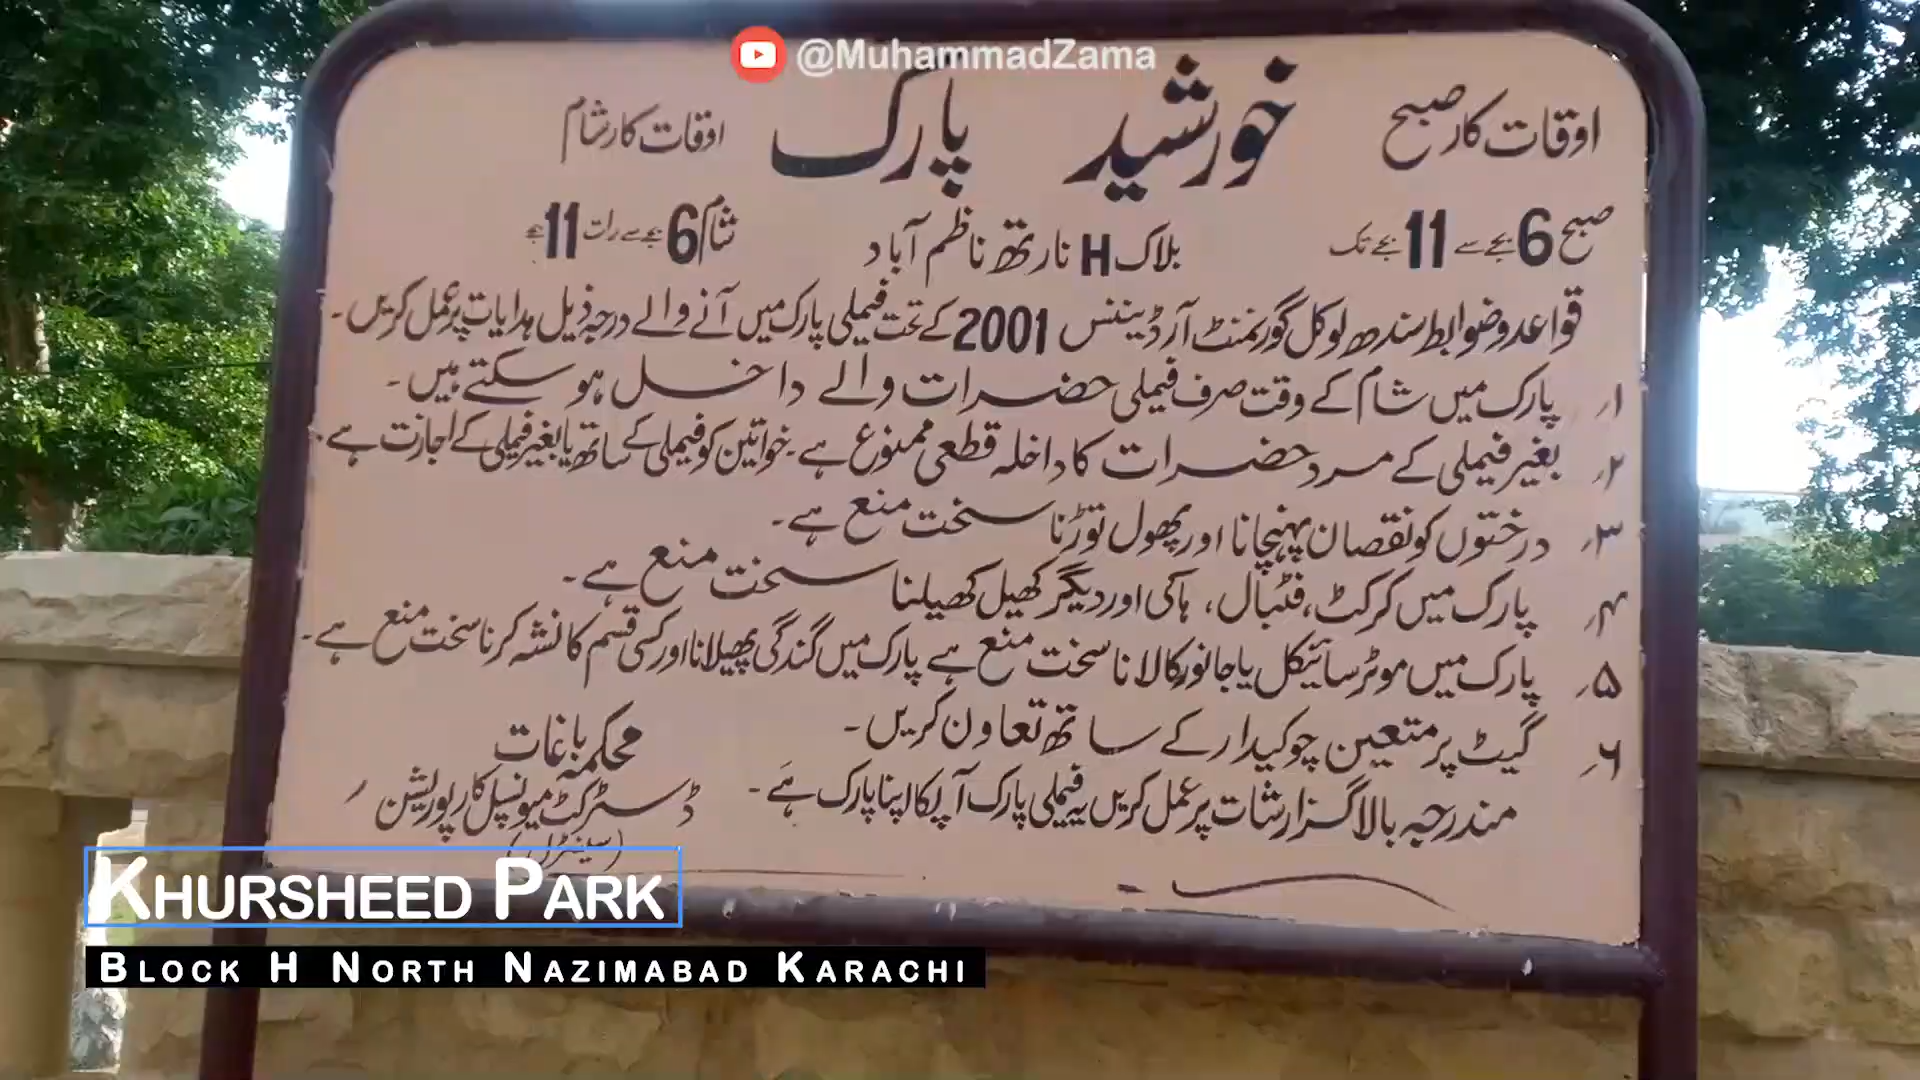 @MuhammadZama
اوقات کار صبح
خورشید پارک
اوقات کار شام
صبح 6 بجے سے 11 بجے تک
بلاک H نارتھ ناظم آباد
شام 6 بجے سے رات 11 بجے
قواعد و ضوابط سندھ لوکل گورنمنٹ آرڈیننس 2001 کے تحت فیملی پارک میں آنے والے درجہ ذیل ہدایات پر عمل کریں۔
۱۔ پارک میں شام کے وقت صرف فیملی حضرات والے داخل ہو سکتے ہیں۔
۲۔ بغیر فیملی کے مرد حضرات کا داخلہ قطعی ممنوع ہے۔ خواتین کو فیملی کے ساتھ یا بغیر فیملی کے اجازت ہے۔
۳۔ درختوں کو نقصان پہنچانا اور پھول توڑنا سخت منع ہے۔
۴۔ پارک میں کرکٹ، فٹبال، ہاکی اور دیگر کھیل کھیلنا سخت منع ہے۔
۵۔ پارک میں موٹر سائیکل یا جانور کا لانا سخت منع ہے پارک میں گندگی پھیلانا اور کسی قسم کا نشہ کرنا سخت منع ہے۔
۶۔ گیٹ پر متعین چوکیدار کے ساتھ تعاون کریں۔
مندرجہ بالا گزارشات پر عمل کریں یہ فیملی پارک آپ کا اپنا پارک ہے۔
محکمہ باغات
ڈسٹرکٹ میونسپل کارپوریشن
(سینٹرل)
KHURSHEED PARK
BLOCK H NORTH NAZIMABAD KARACHI